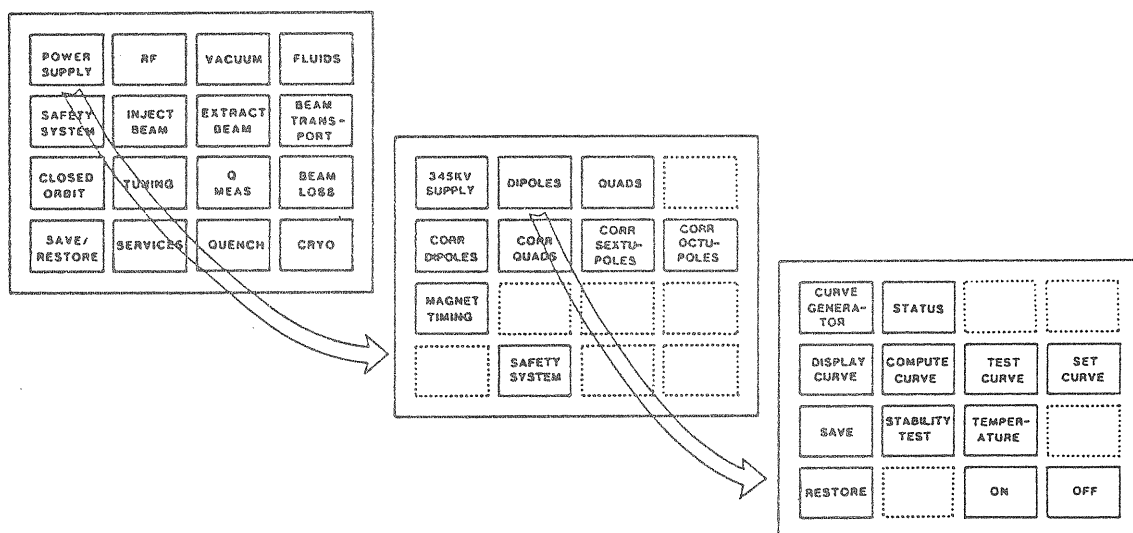 POWER
SUPPLY
RF
VACUUM
FLUIDS
SAFETY
SYSTEM
INJECT
BEAM
EXTRACT
BEAM
BEAM
TRANS-
PORT
CLOSED
ORBIT
TUNING
Q
MEAS
BEAM
LOSS
SAVE/
RESTORE
SERVICES
QUENCH
CRYO
345KV
SUPPLY
DIPOLES
QUADS
CORR
DIPOLES
CORR
QUADS
CORR
SEXTU-
POLES
CORR
OCTU-
POLES
MAGNET
TIMING
SAFETY
SYSTEM
CURVE
GENERA-
TOR
STATUS
DISPLAY
CURVE
COMPUTE
CURVE
TEST
CURVE
SET
CURVE
SAVE
STABILITY
TEST
TEMPER-
ATURE
RESTORE
ON
OFF